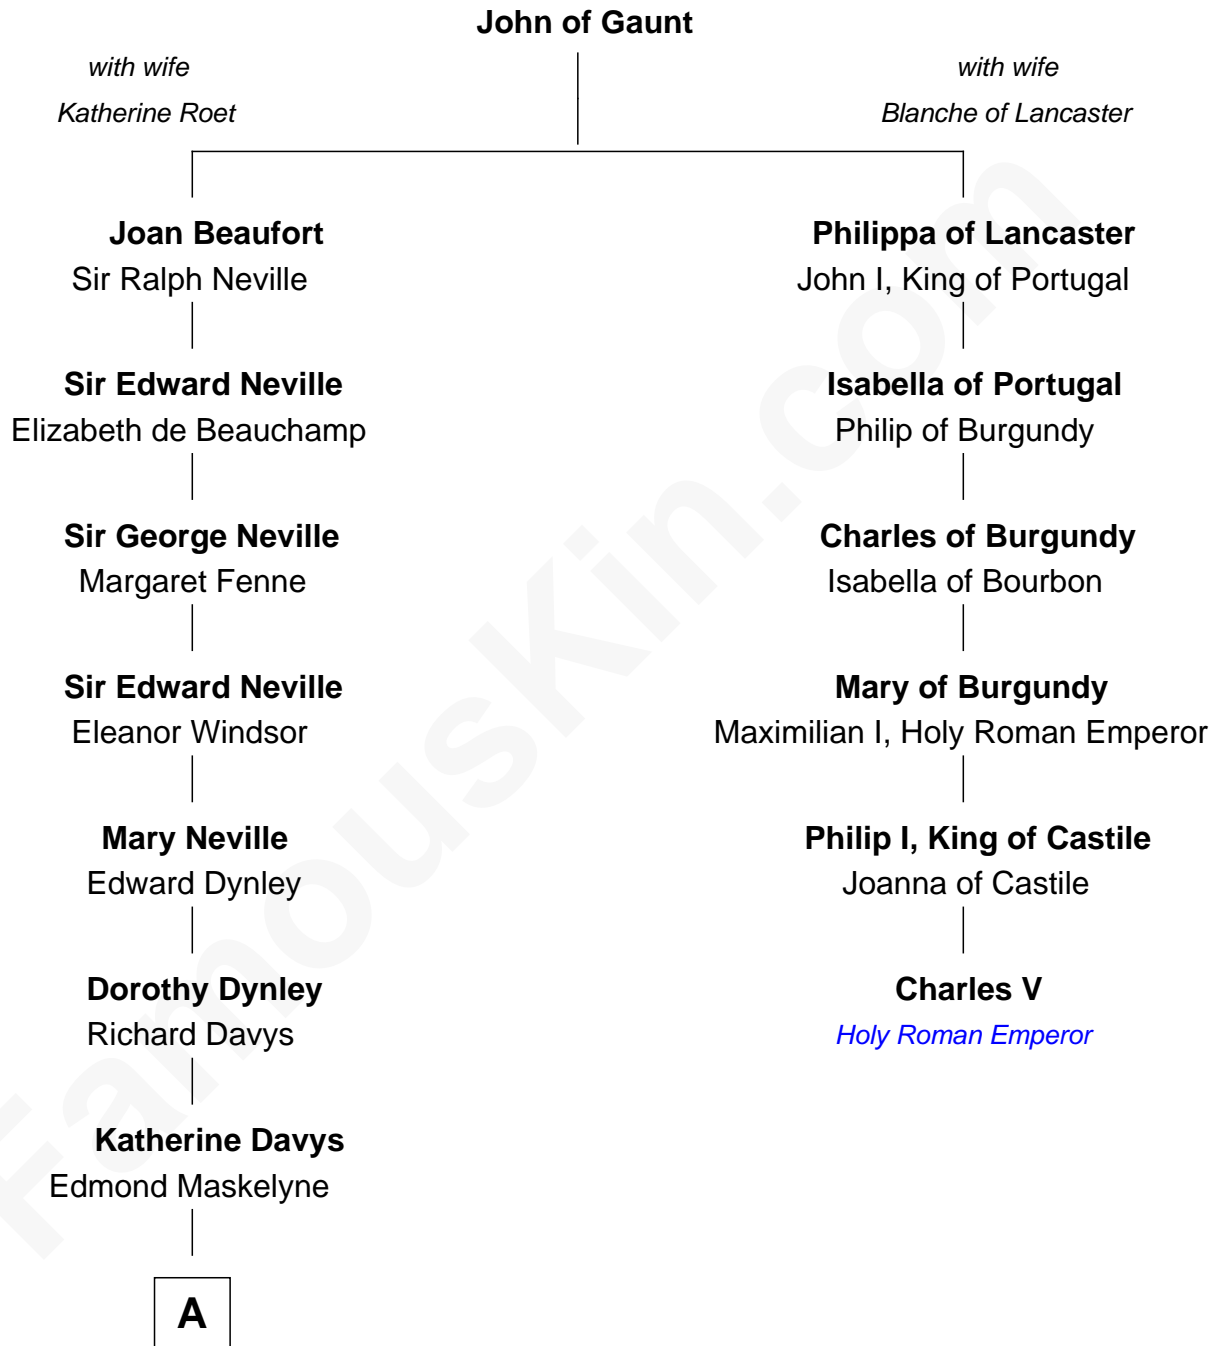 John of Gaunt
with wife
Katherine Roet
with wife
Blanche of Lancaster
Joan Beaufort
Sir Ralph Neville
Philippa of Lancaster
John I, King of Portugal
Sir Edward Neville
Elizabeth de Beauchamp
Isabella of Portugal
Philip of Burgundy
Sir George Neville
Margaret Fenne
Charles of Burgundy
Isabella of Bourbon
Sir Edward Neville
Eleanor Windsor
Mary of Burgundy
Maximilian I, Holy Roman Emperor
Mary Neville
Edward Dynley
Philip I, King of Castile
Joanna of Castile
Dorothy Dynley
Richard Davys
Charles V
Holy Roman Emperor
Katherine Davys
Edmond Maskelyne
A
FamousKin.com